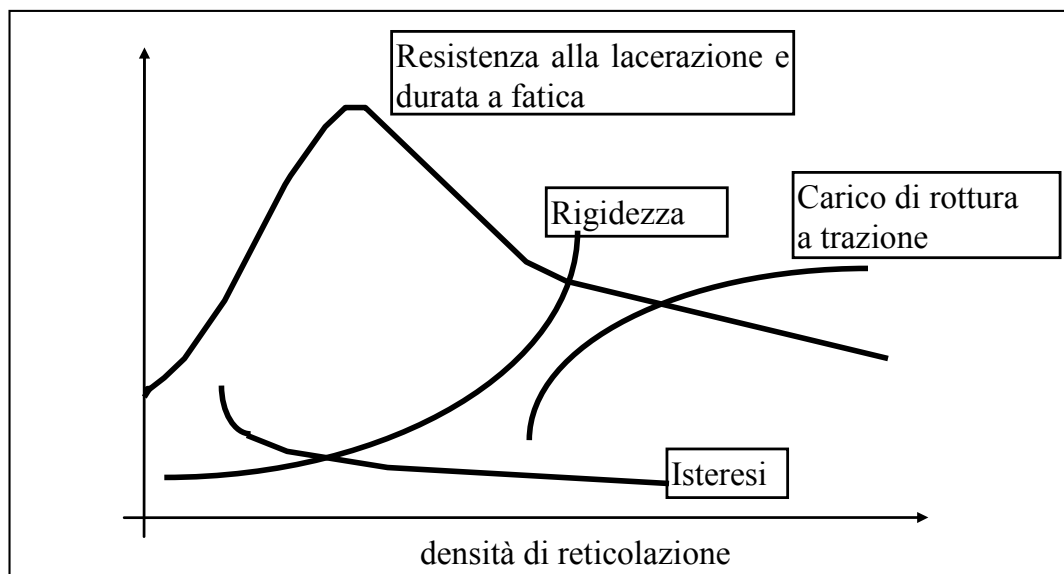 Resistenza alla lacerazione e
durata a fatica
Rigidezza
Carico di rottura
a trazione
Isteresi
densità di reticolazione